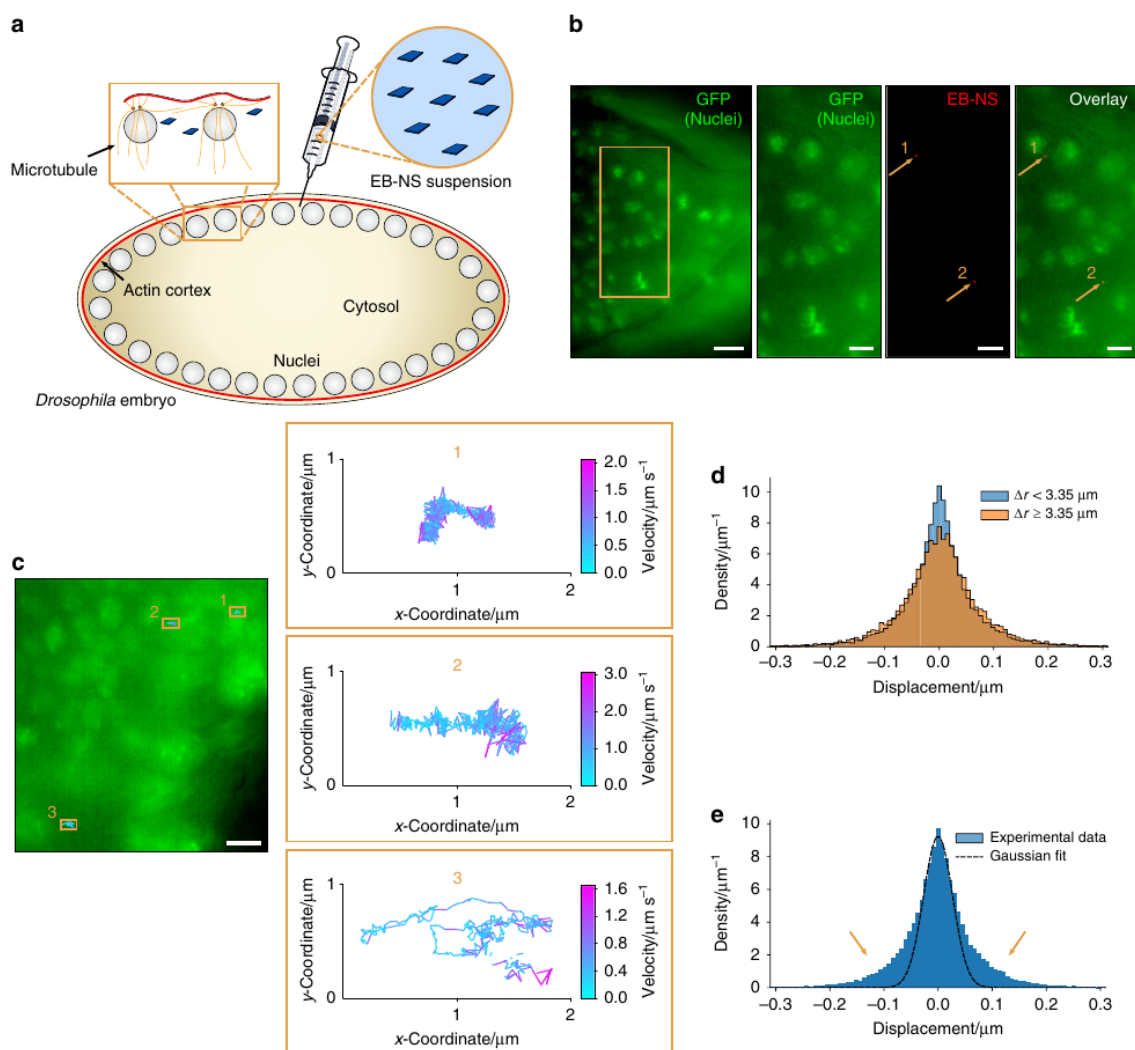 a
Microtubule
EB-NS suspension
Actin cortex
Cytosol
Nuclei
Drosophila embryo
b
GFP
(Nuclei)
GFP
(Nuclei)
EB-NS
Overlay
1
2
1
2
c
1
2
3
1
1
0
1
2
x-Coordinate/μm
y-Coordinate/μm
2.0
1.5
1.0
0.5
0.0
Velocity/μm s⁻¹
2
1
0
1
2
x-Coordinate/μm
y-Coordinate/μm
3.0
2.0
1.0
0.0
Velocity/μm s⁻¹
3
1
0
1
2
x-Coordinate/μm
y-Coordinate/μm
1.6
1.2
0.8
0.4
0.0
Velocity/μm s⁻¹
d
Δr < 3.35 μm
Δr ≥ 3.35 μm
10
8
6
4
2
0
Density/μm⁻¹
−0.3 −0.2 −0.1 0.0 0.1 0.2 0.3
Displacement/μm
e
Experimental data
Gaussian fit
10
8
6
4
2
0
Density/μm⁻¹
−0.3 −0.2 −0.1 0.0 0.1 0.2 0.3
Displacement/μm